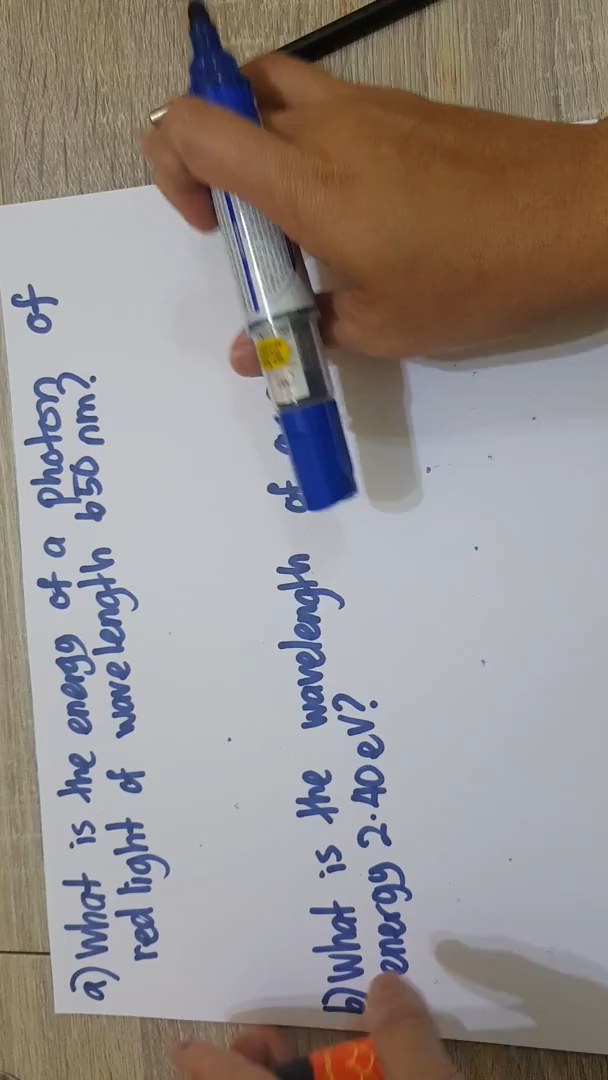 a) What is the energy of a photon of
red light of wavelength 650 nm?
b) What is the wavelength of a
energy 2.40 eV?